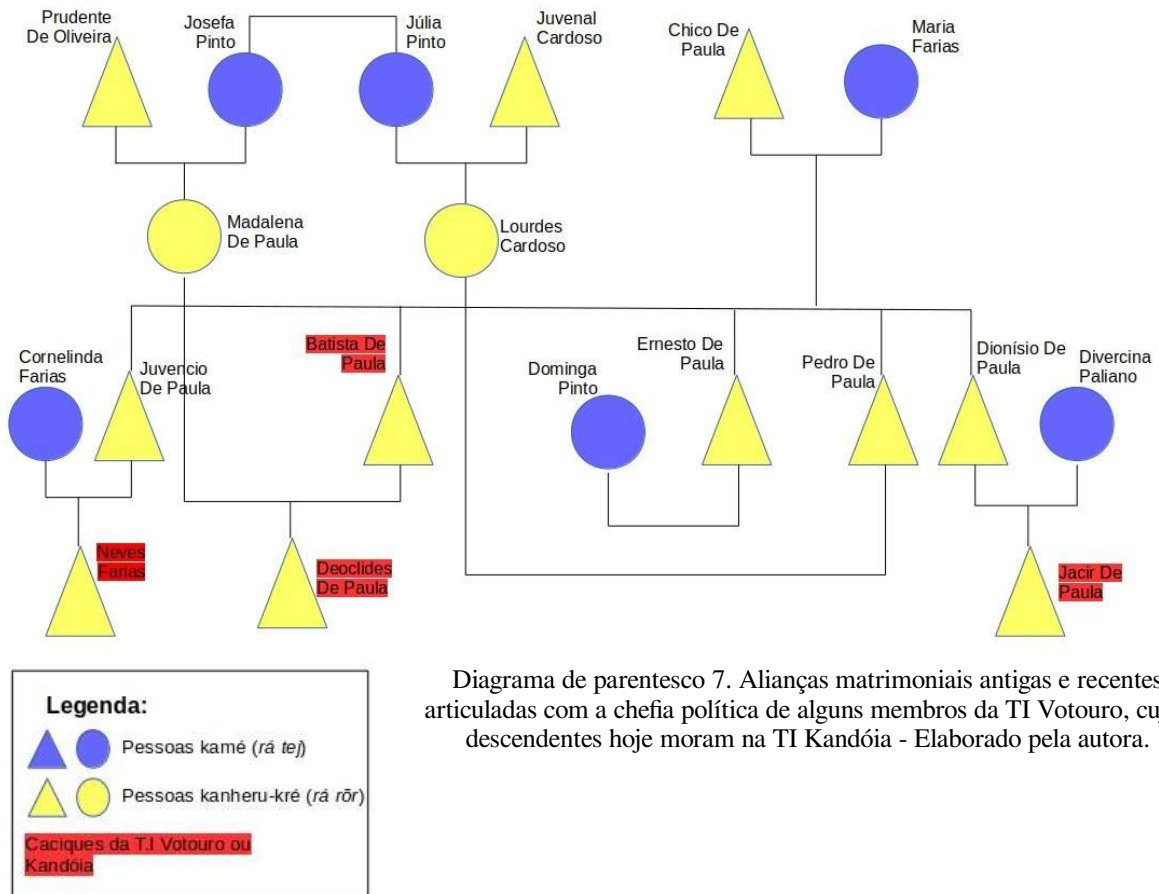 Prudente
De Oliveira
Josefa
Pinto
Júlia
Pinto
Juvenal
Cardoso
Chico De
Paula
Maria
Farias
Madalena
De Paula
Lourdes
Cardoso
Cornelinda
Farias
Juvencio
De Paula
Batista De
Paula
Dominga
Pinto
Ernesto De
Paula
Pedro De
Paula
Dionísio De
Paula
Divercina
Paliano
Neves
Farias
Deoclides
De Paula
Jacir De
Paula
Legenda:
Pessoas kamé (rá tej)
Pessoas kanheru-kré (rá rõr)
Caciques da T.I Votouro ou
Kandóia
Diagrama de parentesco 7. Alianças matrimoniais antigas e recentes
articuladas com a chefia política de alguns membros da TI Votouro,
descendentes hoje moram na TI Kandóia - Elaborado pela autora.